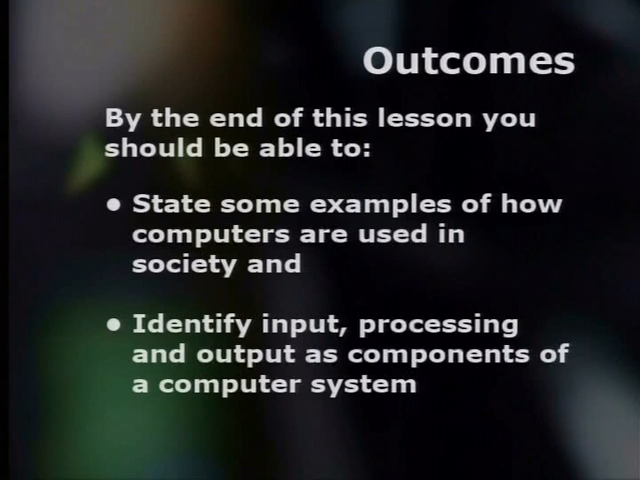 Outcomes
By the end of this lesson you
should be able to:
• State some examples of how
computers are used in
society and
• Identify input, processing
and output as components of
a computer system